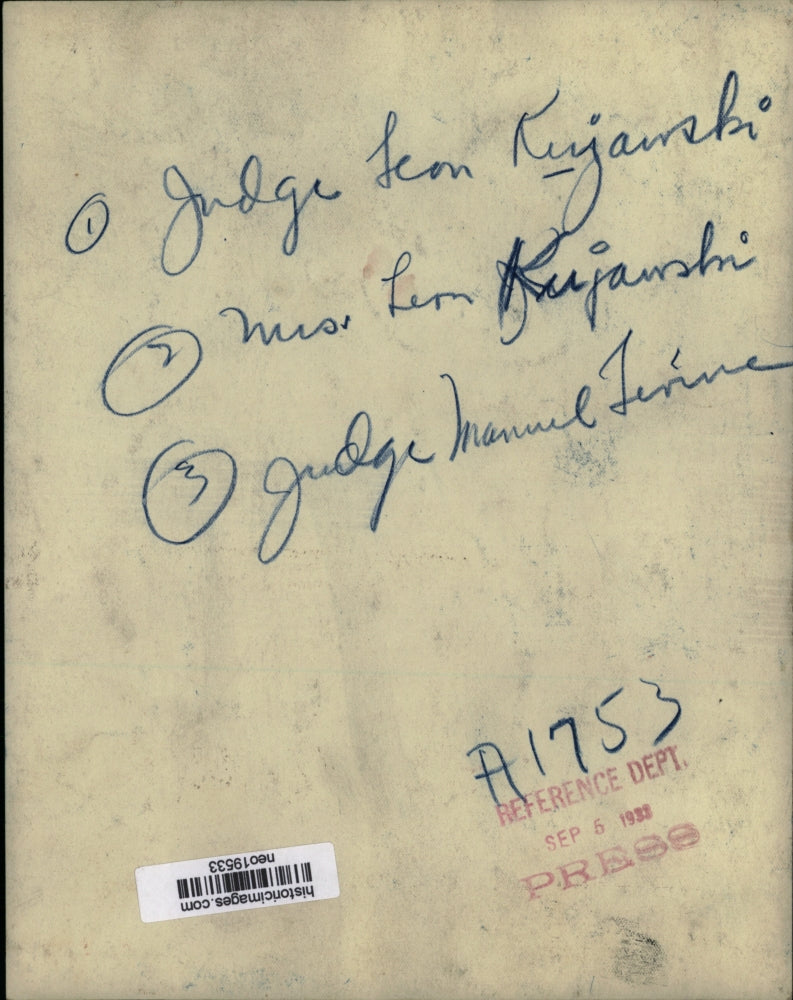 ① Judge Leon Kujawski
② Mrs. Leon Kujawski
③ Judge Manuel Levine
A1753
REFERENCE DEPT.
SEP 5 1938
PRESS
historicimages.com
neo19533